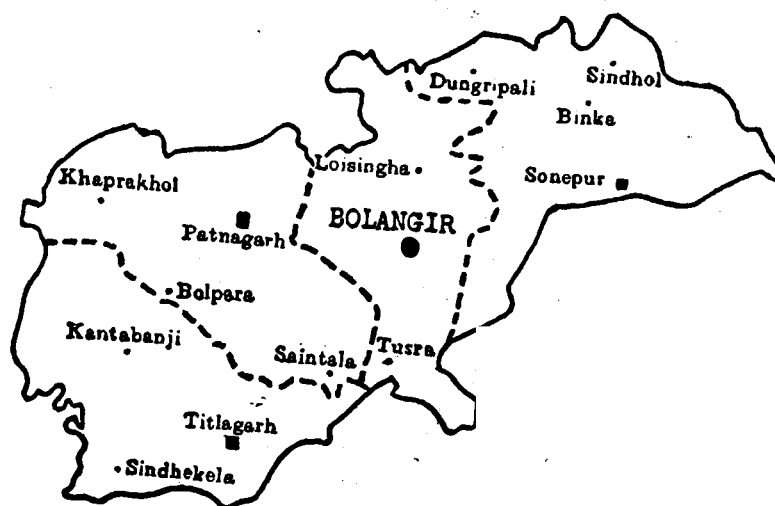 Dungripali
Sindhol
Binka
Loisingha
Sonepur
Khaprakhol
BOLANGIR
Patnagarh
Bolpara
Kantabanji
Saintala
Tusra
Titlagarh
Sindhekela